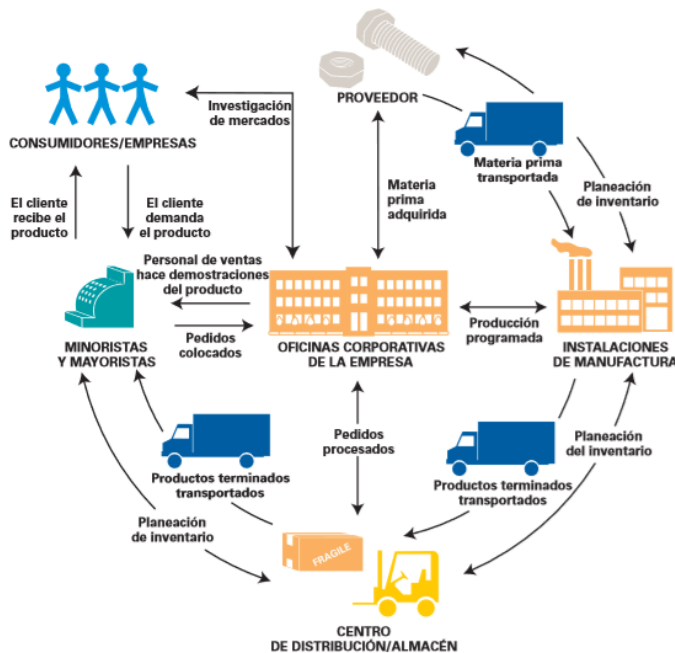 PROVEEDOR
Investigación
de mercados
CONSUMIDORES/EMPRESAS
Materia prima
transportada
El cliente
recibe el
producto
El cliente
demanda
el producto
Materia
prima
adquirida
Planeación
de inventario
Personal de ventas
hace demostraciones
del producto
Pedidos
colocados
Producción
programada
MINORISTAS
Y MAYORISTAS
OFICINAS CORPORATIVAS
DE LA EMPRESA
INSTALACIONES
DE MANUFACTURA
Pedidos
procesados
Planeación
del inventario
Productos terminados
transportados
Productos terminados
transportados
Planeación
de inventario
FRAGILE
CENTRO
DE DISTRIBUCIÓN/ALMACÉN